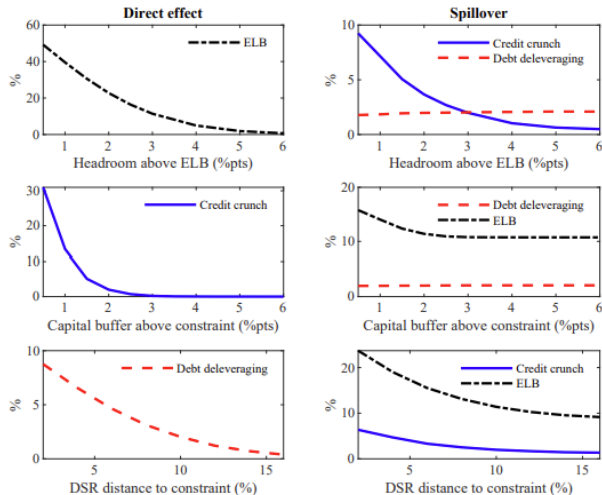 Direct effect
60
40
20
0
%
ELB
1 2 3 4 5 6
Headroom above ELB (%pts)
Spillover
10
5
0
%
Credit crunch
Debt deleveraging
1 2 3 4 5 6
Headroom above ELB (%pts)
30
20
10
0
%
Credit crunch
1 2 3 4 5 6
Capital buffer above constraint (%pts)
20
10
0
%
Debt deleveraging
ELB
1 2 3 4 5 6
Capital buffer above constraint (%pts)
10
5
0
%
Debt deleveraging
5 10 15
DSR distance to constraint (%)
20
10
0
%
Credit crunch
ELB
5 10 15
DSR distance to constraint (%)